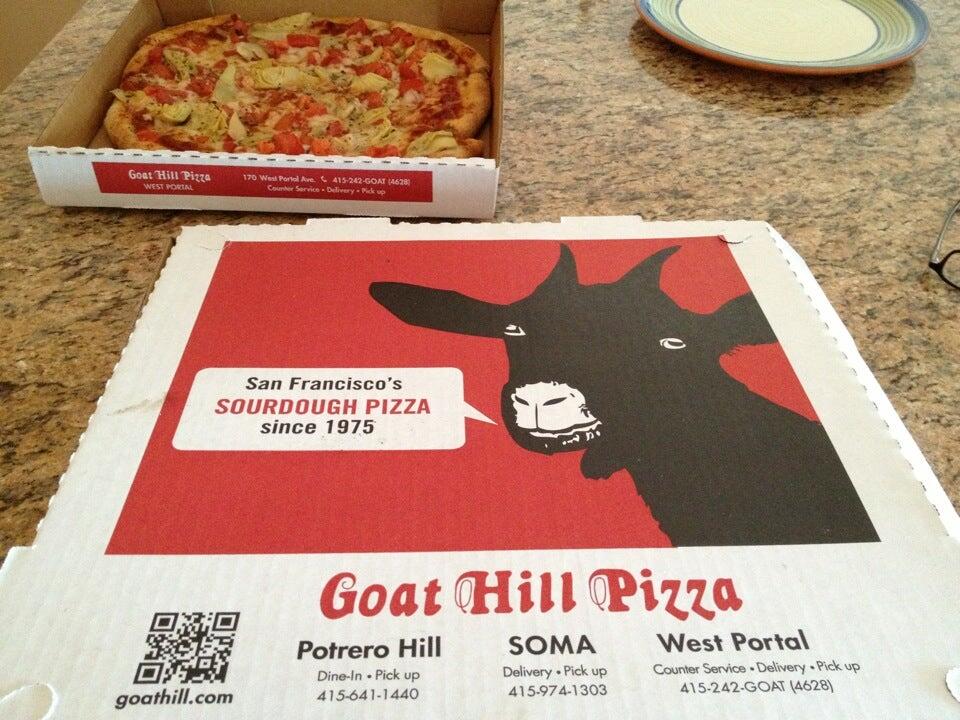 Goat Hill Pizza
WEST PORTAL
170 West Portal Ave. 415-242-GOAT (4628)
Counter Service • Delivery • Pick up
San Francisco's
SOURDOUGH PIZZA
since 1975
Goat Hill Pizza
Potrero Hill
Dine-In • Pick up
415-641-1440
SOMA
Delivery • Pick up
415-974-1303
West Portal
Counter Service • Delivery • Pick up
415-242-GOAT (4628)
goathill.com